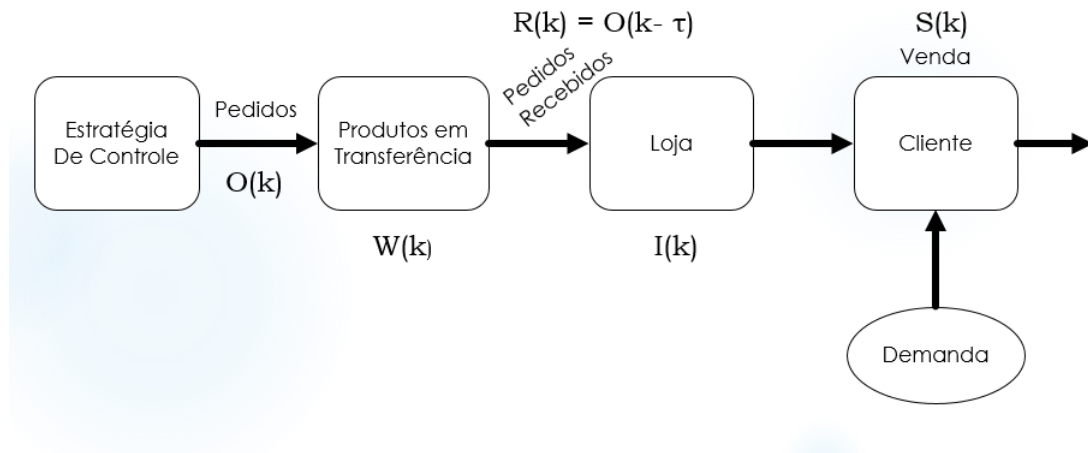 R(k) = O(k- τ)
S(k)
Venda
Pedidos
Recebidos
Pedidos
Estratégia
De Controle
Produtos em
Transferência
Loja
Cliente
O(k)
W(k)
I(k)
Demanda